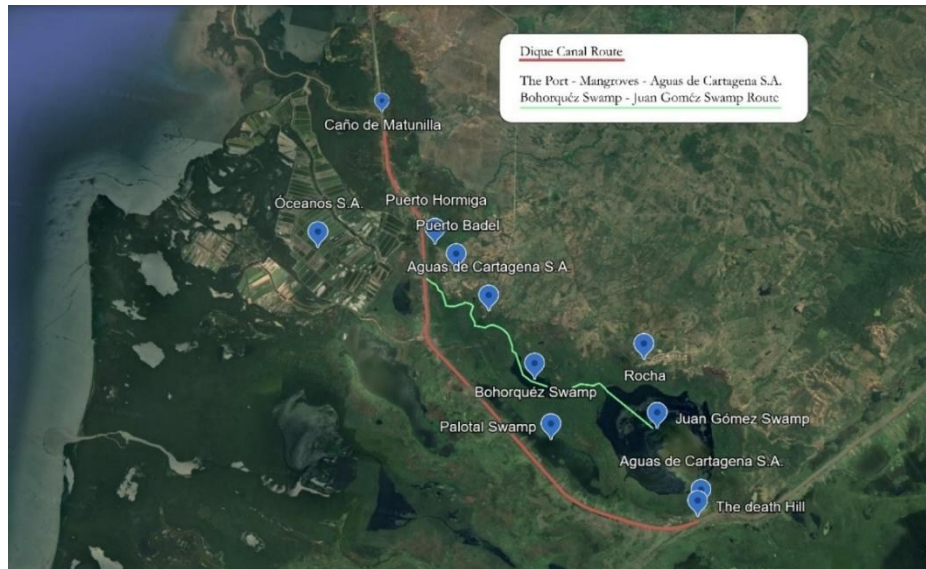 Dique Canal Route
The Port - Mangroves - Aguas de Cartagena S.A.
Bohorquéz Swamp - Juan Goméz Swamp Route
Caño de Matunilla
Puerto Hormiga
Óceanos S.A.
Puerto Badel
Aguas de Cartagena S.A.
Rocha
Bohorquéz Swamp
Juan Gómez Swamp
Palotal Swamp
Aguas de Cartagena S.A.
The death Hill